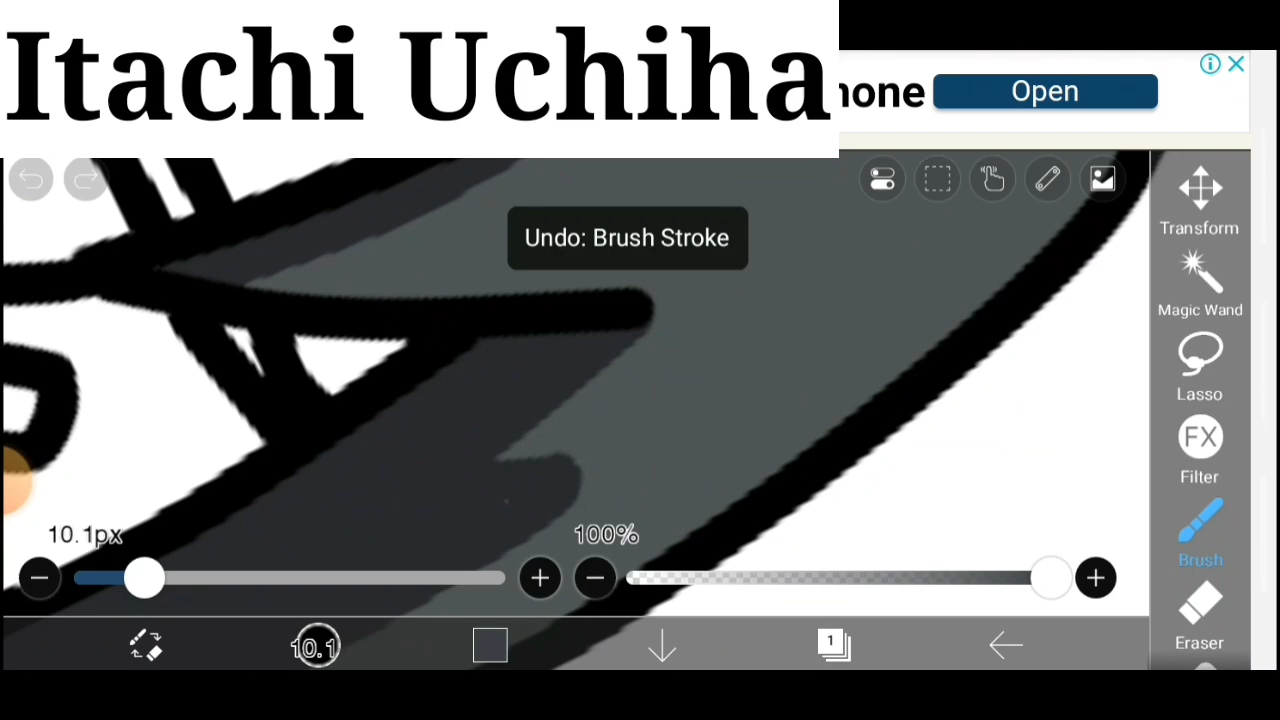 Itachi Uchiha
Open
Undo: Brush Stroke
Transform
Magic Wand
Lasso
FX
Filter
10.1px
100%
Brush
10.1
1
Eraser